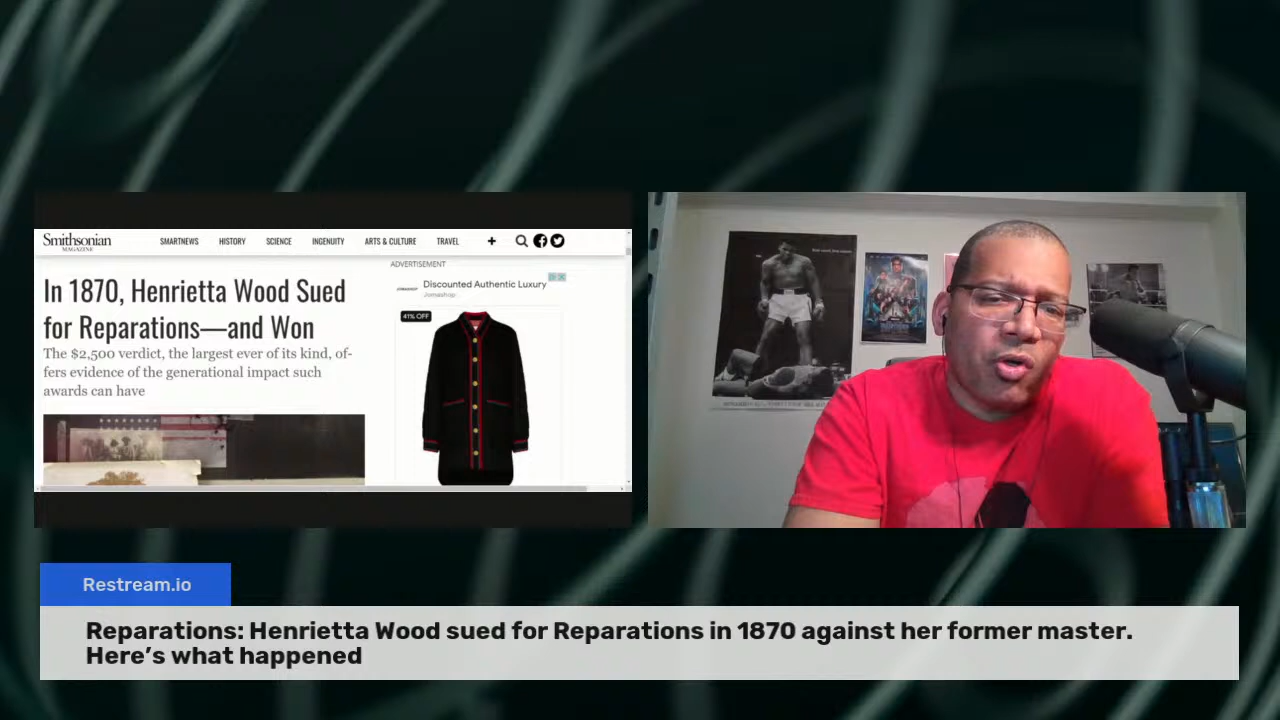 Smithsonian
MAGAZINE
SMARTNEWS HISTORY SCIENCE INGENUITY ARTS & CULTURE TRAVEL +
In 1870, Henrietta Wood Sued
for Reparations—and Won
The $2,500 verdict, the largest ever of its kind, of-
fers evidence of the generational impact such
awards can have
ADVERTISEMENT
JOMASHOP
Discounted Authentic Luxury
Jomashop
41% OFF
Restream.io
Reparations: Henrietta Wood sued for Reparations in 1870 against her former master.
Here's what happened